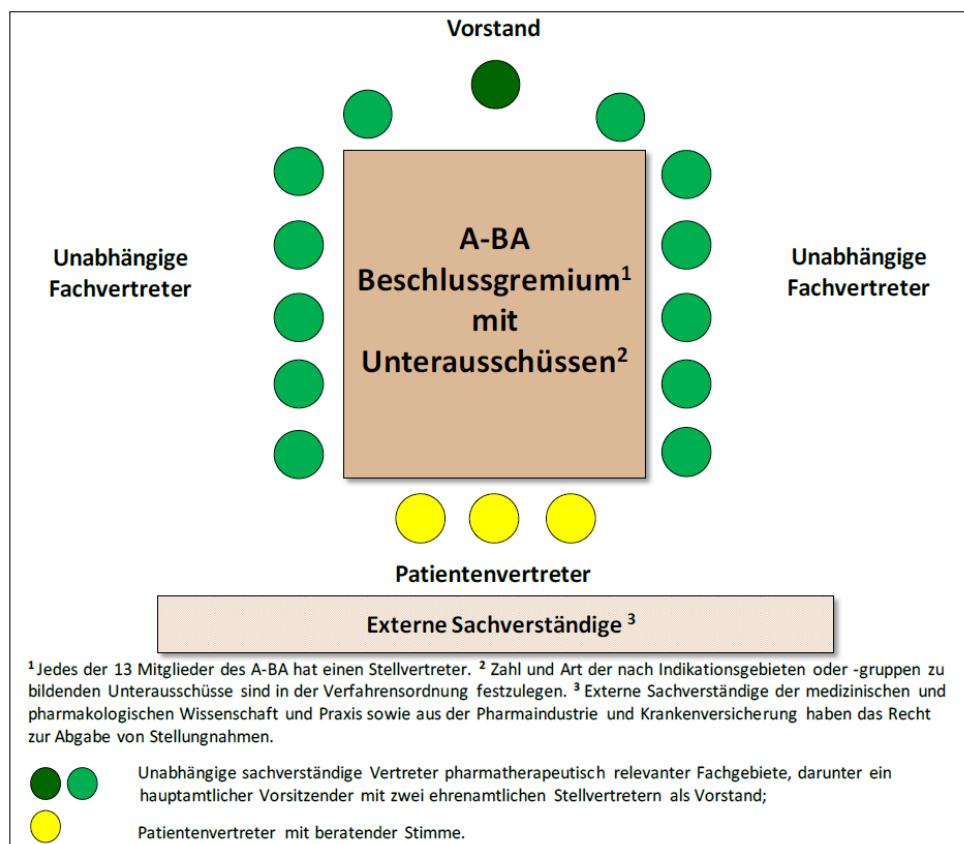 Vorstand
Unabhängige
Fachvertreter
A-BA
Beschlussgremium¹
mit
Unterausschüssen²
Unabhängige
Fachvertreter
Patientenvertreter
Externe Sachverständige ³
¹ Jedes der 13 Mitglieder des A-BA hat einen Stellvertreter. ² Zahl und Art der nach Indikationsgebieten oder -gruppen zu
bildenden Unterausschüsse sind in der Verfahrensordnung festzulegen. ³ Externe Sachverständige der medizinischen und
pharmakologischen Wissenschaft und Praxis sowie aus der Pharmaindustrie und Krankenversicherung haben das Recht
zur Abgabe von Stellungnahmen.
Unabhängige sachverständige Vertreter pharmatherapeutisch relevanter Fachgebiete, darunter ein
hauptamtlicher Vorsitzender mit zwei ehrenamtlichen Stellvertretern als Vorstand;
Patientenvertreter mit beratender Stimme.